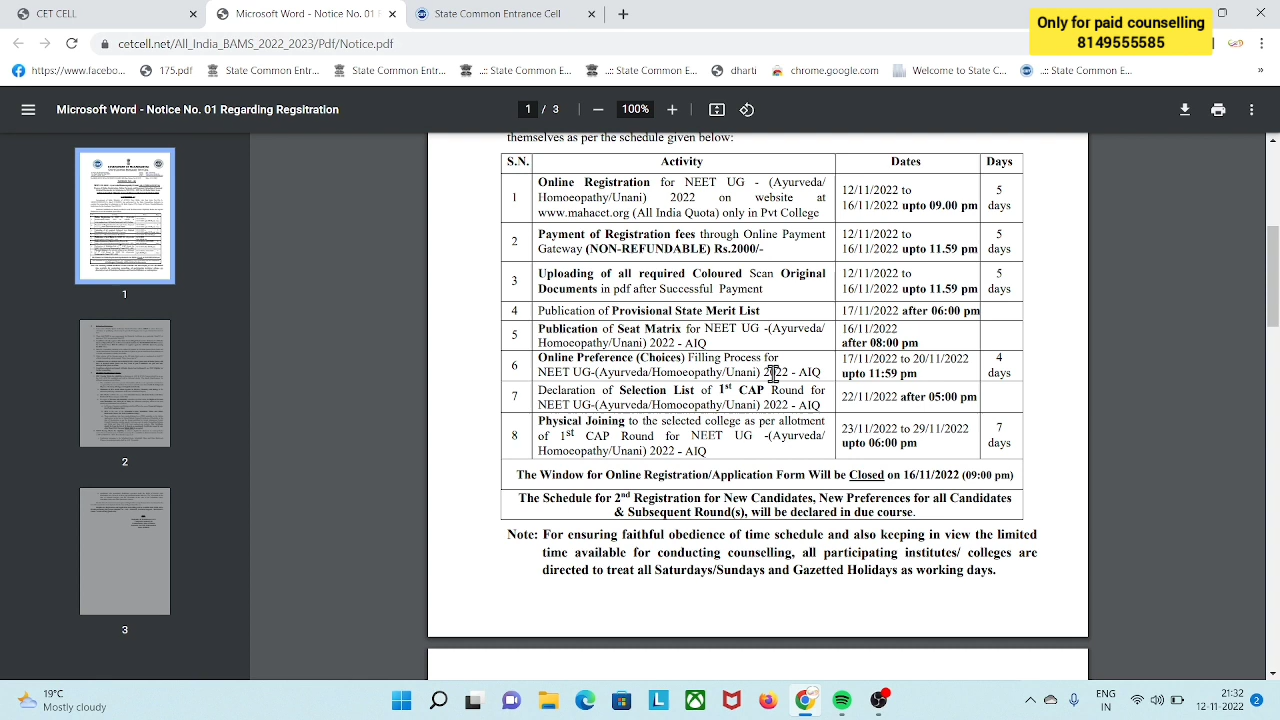 cetcell
Microsoft Word - Notice No. 01 F
State Common Entrance Cell
Only for paid counselling
8149555585
cetcell.net/All_India_BAMS_2022_2023/Pdf/Notice.pdf
https://www.facebo... 175.pdf State Common Entr... State Common Entr... State Common E... State Common E... dharti chrome.google.com Welcome to State C... State Common E...
Microsoft Word - Notice No. 01 Regarding Regsitration
1 / 3 100%
themselves as per the schedule given below:
S.N. Activity Dates Days
1 Online Registration for NEET UG - (Ayurveda/ Homoeopathy/Unani) 2022 on website at www.mahacet.org (All India Quota) only in Pvt College 12/11/2022 to 16/11/2022 upto 09.00 pm 5 days
2 Payment of Registration fees through Online Payment Gateway (NON-REFUNDABLE) Rs.2000/- 12/11/2022 to 16/11/2022 upto 11.59 pm 5 days
3 Uploading of all required Coloured Scan Original Documents in pdf after Successful Payment 12/11/2022 to 16/11/2022 upto 11.59 pm 5 days
4 Publication of Provisional State Merit List 17/11/2022 after 06:00 pm
of Seat Matrix for NEET UG -(Ayurveda/ Homoeopathy/Unani) 2022 - AIQ 17/11/2022 after 08:00 pm
Online Preference (Choices) Filling Process for NEET UG-(Ayurveda/Homoeopathy/Unani) 2022 - AIQ 17/11/2022 to 20/11/2022 upto 11:59 pm 4 days
7 of Selection List of 1st CAP Round for NEET UG-(Ayurveda/Homoeopathy/Unani) 2022 - AIQ 22/11/2022 after 05:00 pm
Physical Joining to the selected college as per allotment of 1st CAP Round for NEET UG -(Ayurveda/ Homoeopathy/Unani) 2022 - AIQ 23/11/2022 to 29/11/2022 upto 06:00 pm 7 days
The Window for Online Registration/Application Form Will be Closed on 16/11/2022 (09:00 pm)
The Schedule for 2nd Registration for New Candidates, New Preferences for all Candidates
& Subsequent Round(s), will be declared in due course.
Note: For ensuring faithful obedience of time schedule and also keeping in view the limited
time available for conducting counselling, all participating institutes/ colleges are
directed to treat all Saturdays/Sundays and Gazetted Holidays as working days.
1
2
3
19°C
Mostly cloudy
ENG
IN
21:32
12-11-2022
2